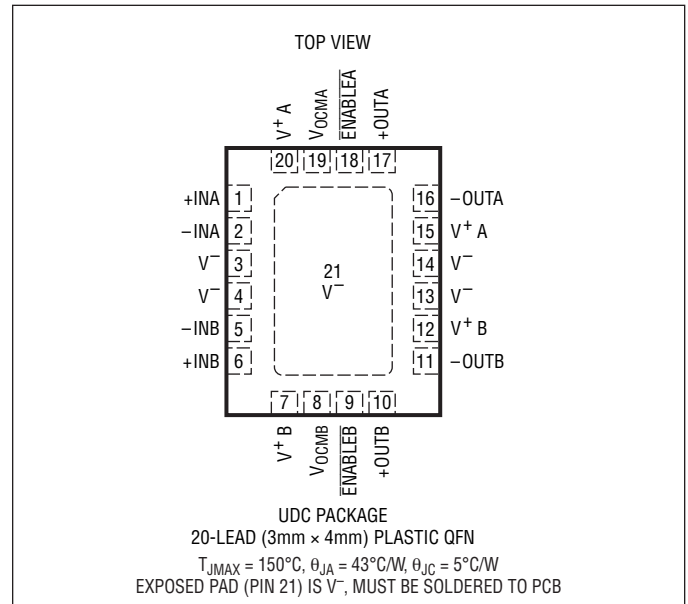 TOP VIEW
V+ A
VOCMA
ENABLEA
+OUTA
20 19 18 17
+INA 1
–INA 2
V– 3
V– 4
–INB 5
+INB 6
21
V–
16 –OUTA
15 V+ A
14 V–
13 V–
12 V+ B
11 –OUTB
7 8 9 10
V+ B
VOCMB
ENABLEB
+OUTB
UDC PACKAGE
20-LEAD (3mm × 4mm) PLASTIC QFN
TJMAX = 150°C, θJA = 43°C/W, θJC = 5°C/W
EXPOSED PAD (PIN 21) IS V–, MUST BE SOLDERED TO PCB